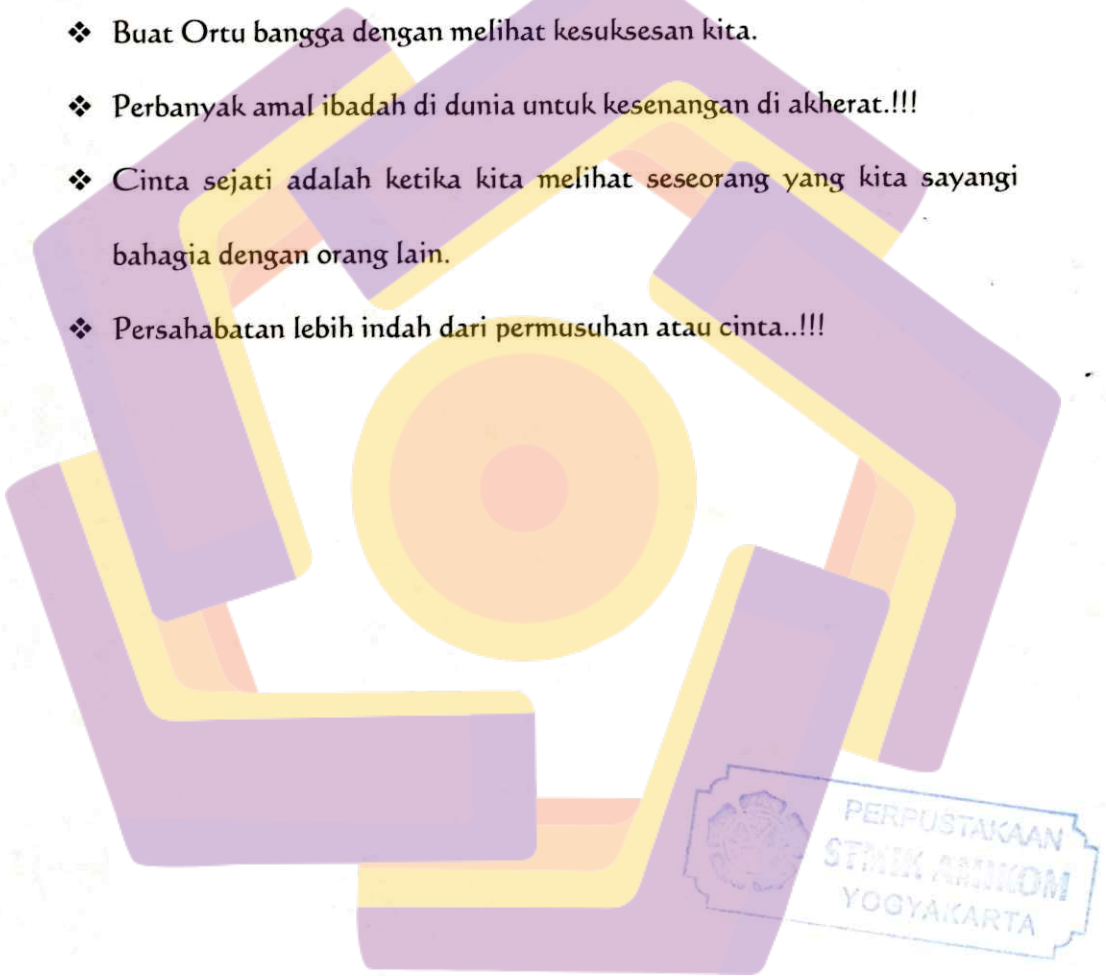 ❖ Buat Ortu bangga dengan melihat kesuksesan kita.
❖ Perbanyak amal ibadah di dunia untuk kesenangan di akherat.!!!
❖ Cinta sejati adalah ketika kita melihat seseorang yang kita sayangi
bahagia dengan orang lain.
❖ Persahabatan lebih indah dari permusuhan atau cinta..!!!
PERPUSTAKAAN
STMIK AMIKOM
YOGYAKARTA